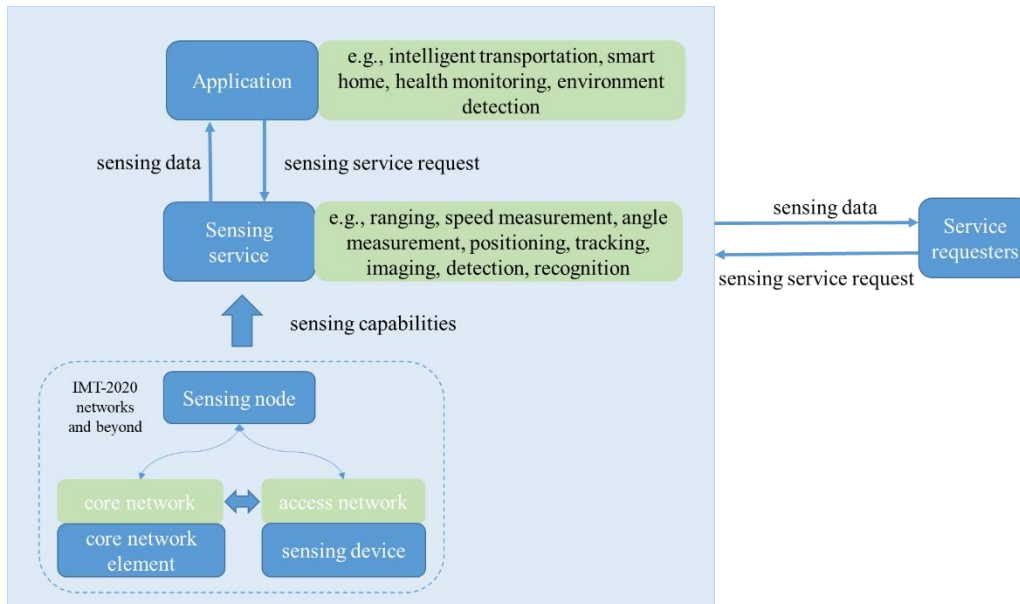 Application
e.g., intelligent transportation, smart
home, health monitoring, environment
detection
sensing data
sensing service request
Sensing
service
e.g., ranging, speed measurement, angle
measurement, positioning, tracking,
imaging, detection, recognition
sensing data
Service
requesters
sensing service request
sensing capabilities
IMT-2020
networks
and beyond
Sensing node
core network
access network
core network
element
sensing device